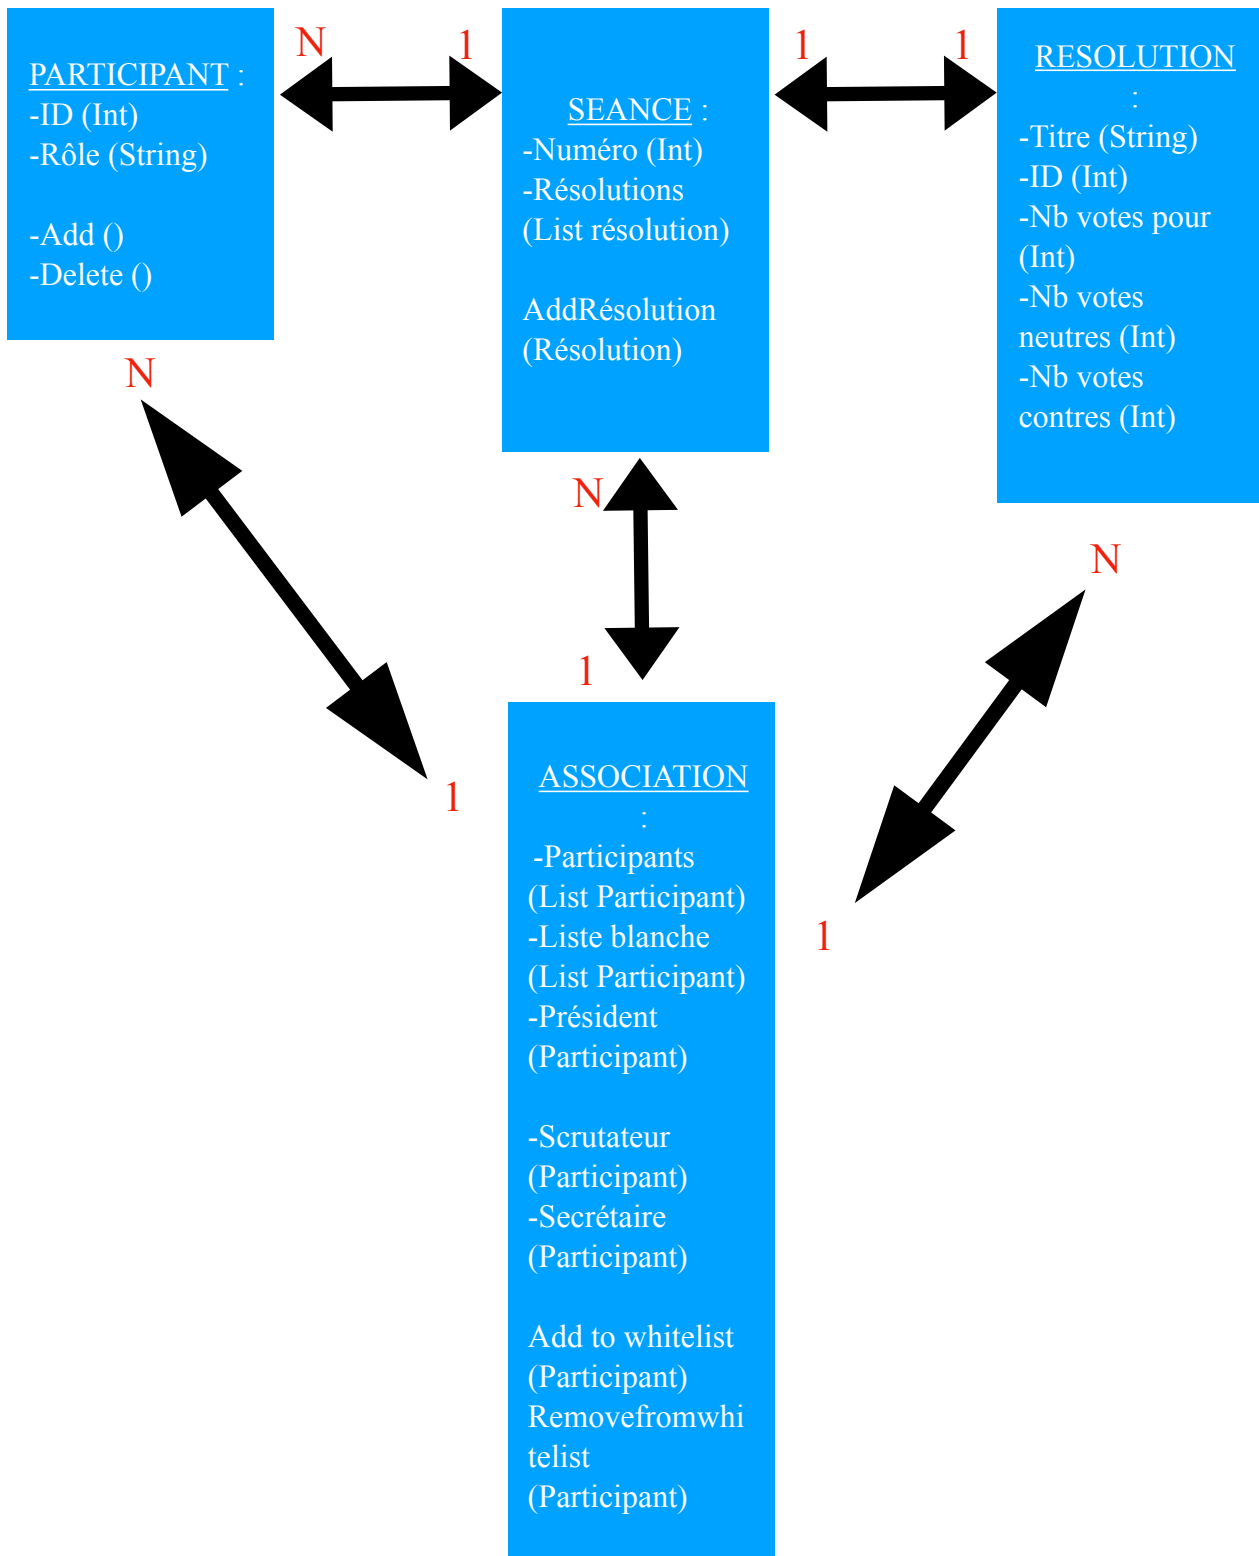 N
1
1
1
PARTICIPANT :
-ID (Int)
-Rôle (String)
-Add ()
-Delete ()
SEANCE :
-Numéro (Int)
-Résolutions
(List résolution)
AddRésolution
(Résolution)
RESOLUTION
:
-Titre (String)
-ID (Int)
-Nb votes pour
(Int)
-Nb votes
neutres (Int)
-Nb votes
contres (Int)
N
N
N
1
1
1
ASSOCIATION
:
-Participants
(List Participant)
-Liste blanche
(List Participant)
-Président
(Participant)
-Scrutateur
(Participant)
-Secrétaire
(Participant)
Add to whitelist
(Participant)
Removefromwhi
telist
(Participant)